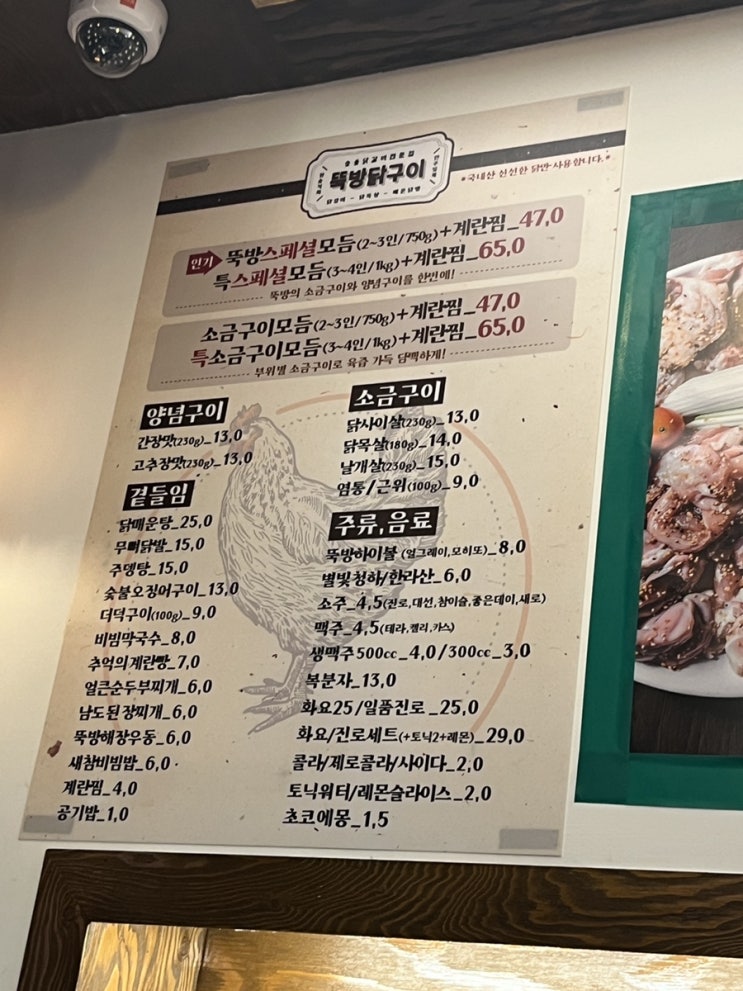 숯불닭구이전문점
뚝방닭구이
*국내산 신선한 닭만 사용합니다.*
인기 뚝방스페셜모듬(2~3인/750g)+계란찜_47,0
특스페셜모듬(3~4인/1kg)+계란찜_65,0
뚝방의 소금구이와 양념구이를 한번에!
소금구이모듬(2~3인/750g)+계란찜_47,0
특소금구이모듬(3~4인/1kg)+계란찜_65,0
부위별 소금구이로 육즙 가득 담백하게!
양념구이
간장맛(230g)_13,0
고추장맛(230g)_13,0
곁들임
닭매운탕_25,0
무뼈닭발_15,0
주뎅탕_15,0
숯불오징어구이_13,0
더덕구이(100g)_9,0
비빔막국수_8,0
추억의계란빵_7,0
얼큰순두부찌개_6,0
남도된장찌개_6,0
뚝방해장우동_6,0
새참비빔밥_6,0
계란찜_4,0
공기밥_1,0
소금구이
닭사이살(230g)_13,0
닭목살(180g)_14,0
날개살(230g)_15,0
염통/근위(100g)_9,0
주류,음료
뚝방하이볼 (얼그레이,모히또)_8,0
별빛청하/한라산_6,0
소주_4,5(진로,대선,참이슬,좋은데이,새로)
맥주_4,5(테라,켈리,카스)
생맥주500cc_4,0/300cc_3,0
복분자_13,0
화요25/일품진로_25,0
화요/진로세트(+토닉2+레몬)_29,0
콜라/제로콜라/사이다_2,0
토닉워터/레몬슬라이스_2,0
초코에몽_1,5